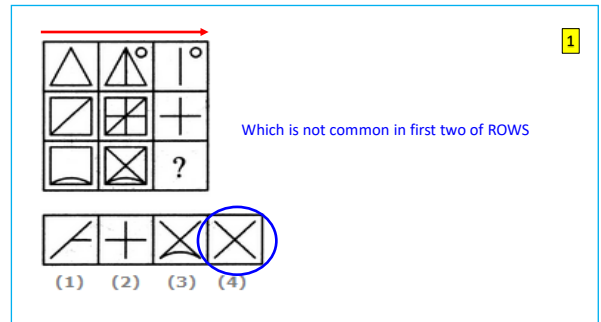 1
Which is not common in first two of ROWS
?
(1) (2) (3) (4)